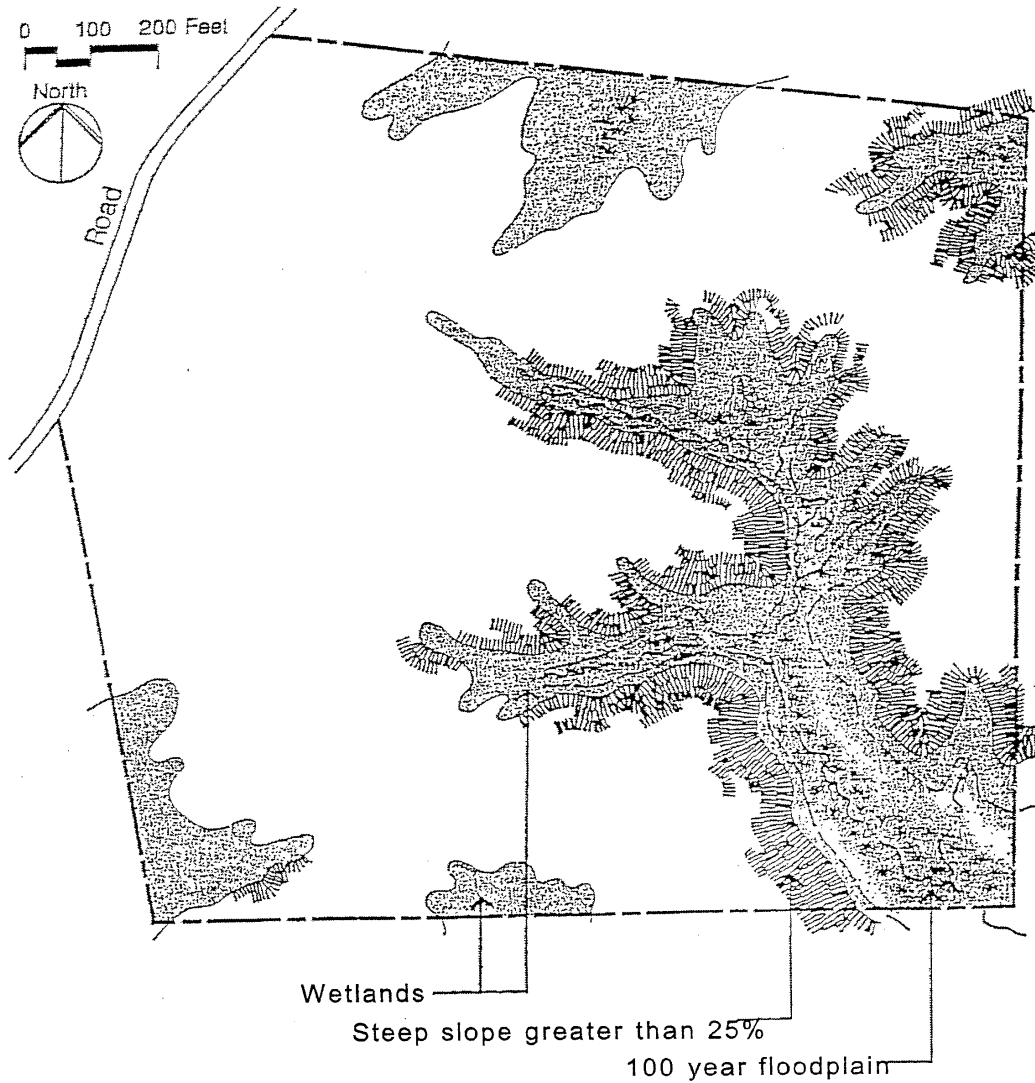 0 100 200 Feet
North
Road
Wetlands
Steep slope greater than 25%
100 year floodplain